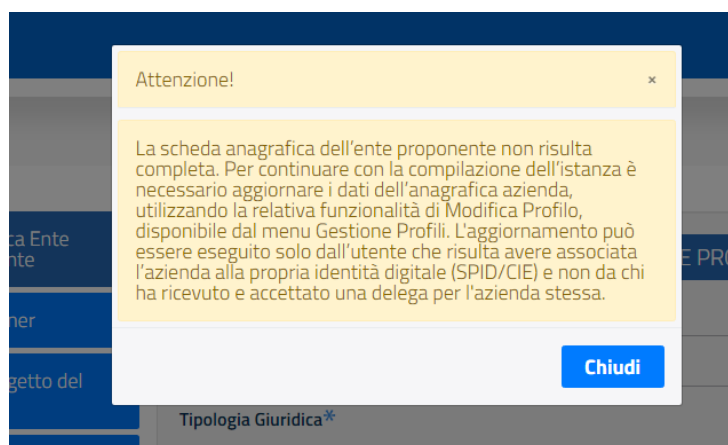 Attenzione!
×
La scheda anagrafica dell'ente proponente non risulta
completa. Per continuare con la compilazione dell'istanza è
necessario aggiornare i dati dell'anagrafica azienda,
utilizzando la relativa funzionalità di Modifica Profilo,
disponibile dal menu Gestione Profili. L'aggiornamento può
essere eseguito solo dall'utente che risulta avere associata
l'azienda alla propria identità digitale (SPID/CIE) e non da chi
ha ricevuto e accettato una delega per l'azienda stessa.
Chiudi
ca Ente
nte
E PRO
ner
getto del
Tipologia Giuridica*